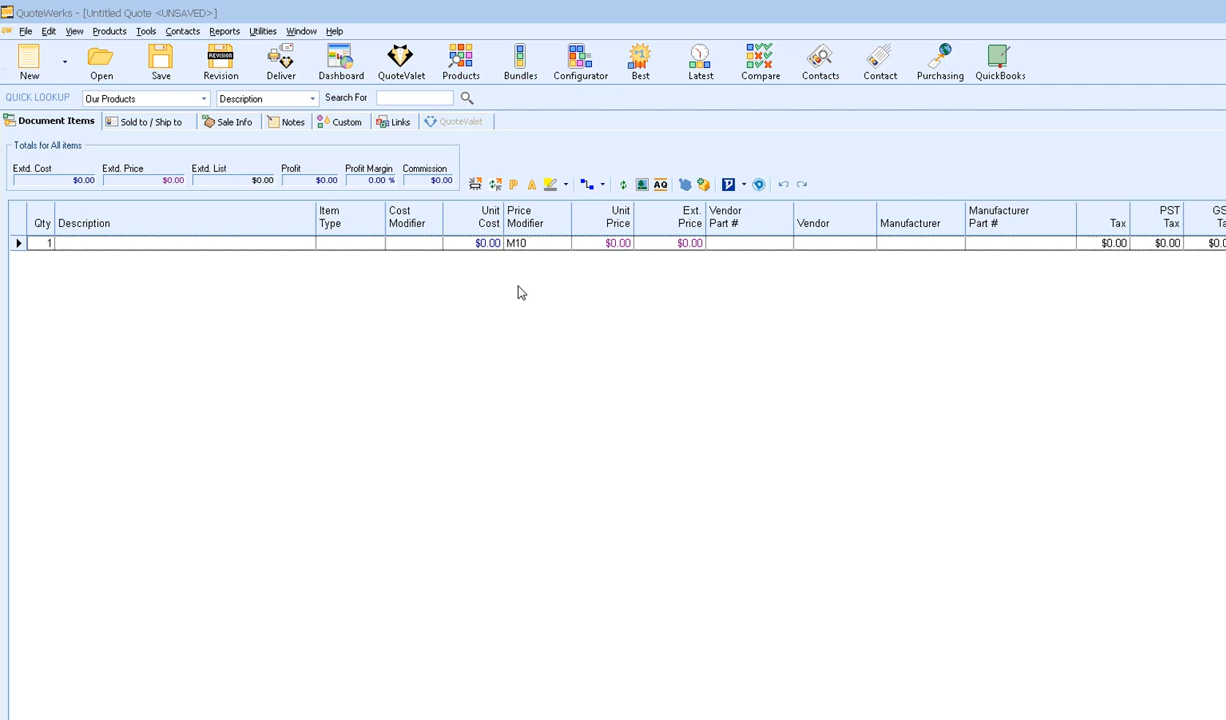 QuoteWerks - [Untitled Quote <UNSAVED>]
File Edit View Products Tools Contacts Reports Utilities Window Help
REVISION #1
New Open Save Revision Deliver Dashboard QuoteValet Products Bundles Configurator Best Latest Compare Contacts Contact Purchasing QuickBooks
QUICK LOOKUP Our Products Description Search For
Document Items Sold to / Ship to Sale Info Notes Custom Links QuoteValet
Totals for All items
Extd. Cost Extd. Price Extd. List Profit Profit Margin Commission
$0.00 $0.00 $0.00 $0.00 0.00 % $0.00
P A AQ
Qty Description Item Type Cost Modifier Unit Cost Price Modifier Unit Price Ext. Price Vendor Part # Vendor Manufacturer Manufacturer Part # Tax PST Tax
1 $0.00 M10 $0.00 $0.00 $0.00 $0.00